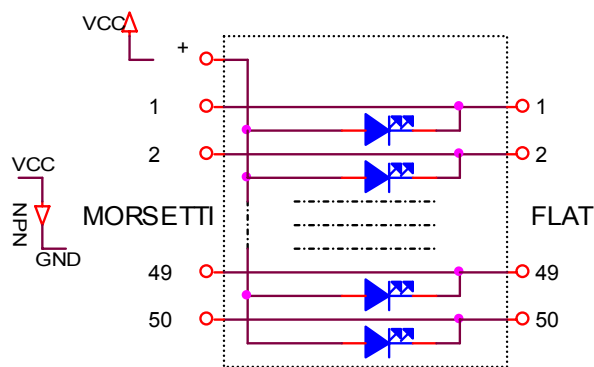 VCC
+
1 1
2 2
VCC
NPN
MORSETTI FLAT
GND
49 49
50 50